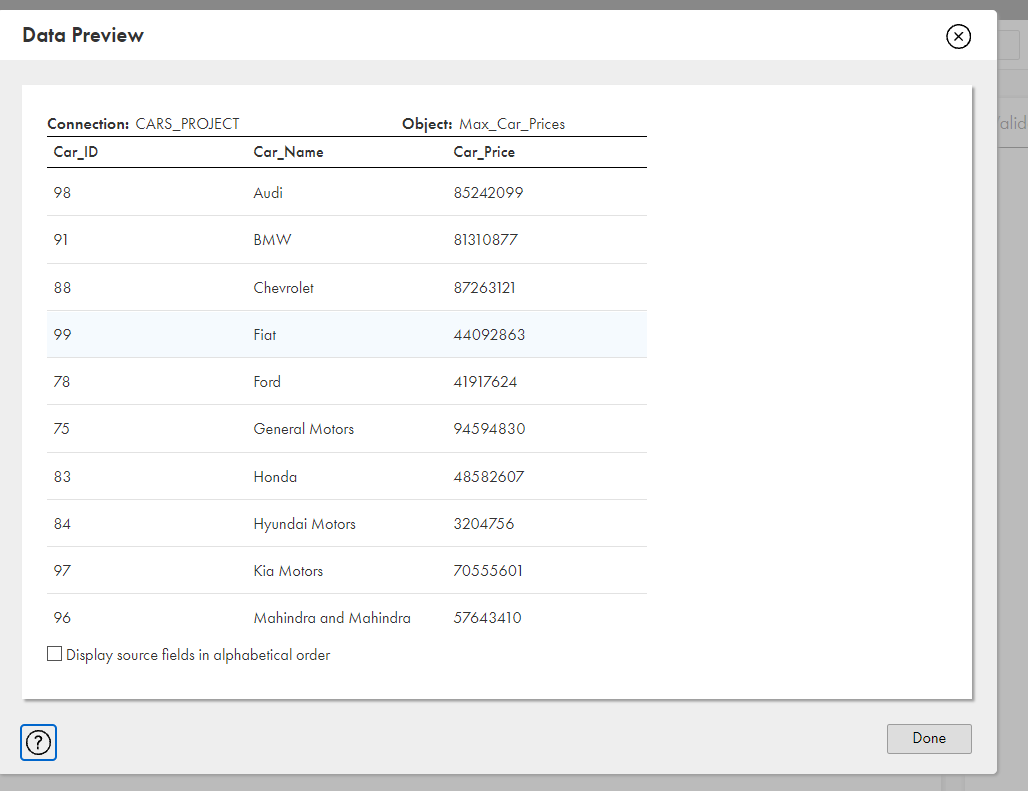 Data Preview
Connection: CARS_PROJECT Object: Max_Car_Prices
Car_ID Car_Name Car_Price
98 Audi 85242099
91 BMW 81310877
88 Chevrolet 87263121
99 Fiat 44092863
78 Ford 41917624
75 General Motors 94594830
83 Honda 48582607
84 Hyundai Motors 3204756
97 Kia Motors 70555601
96 Mahindra and Mahindra 57643410
Display source fields in alphabetical order
?
Done